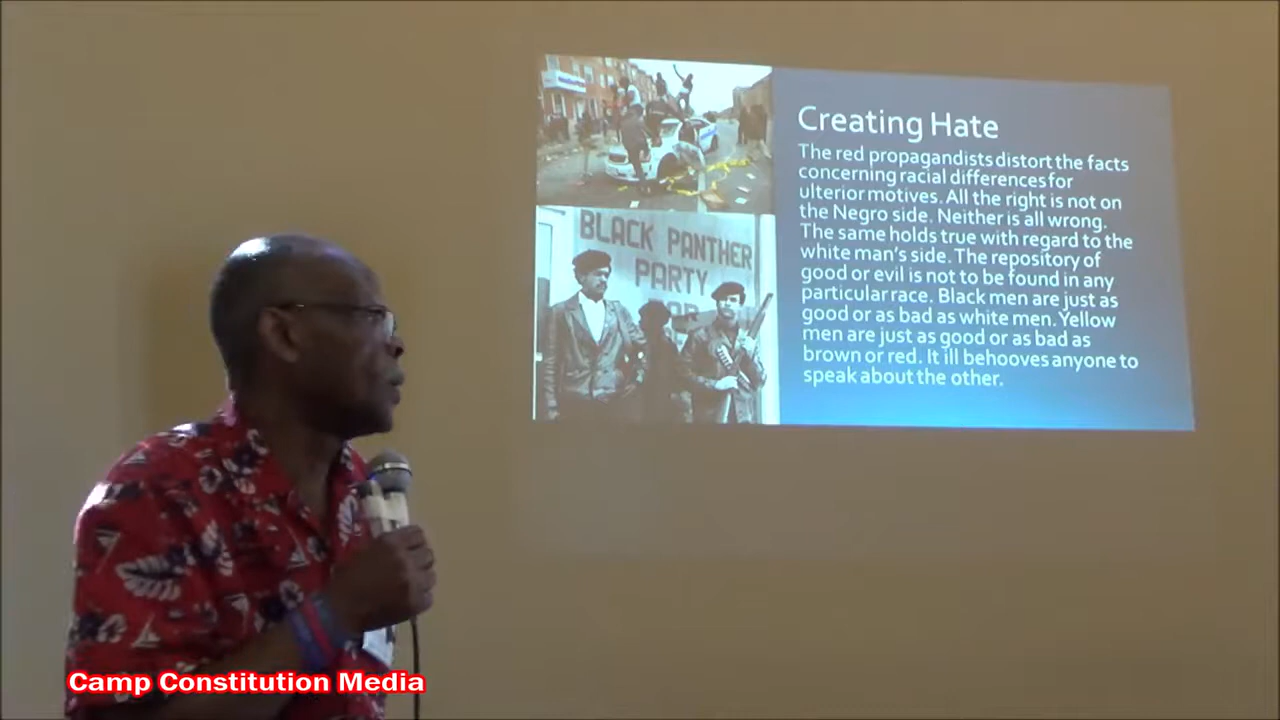 Creating Hate
The red propagandists distort the facts
concerning racial differences for
ulterior motives. All the right is not on
the Negro side. Neither is all wrong.
The same holds true with regard to the
white man's side. The repository of
good or evil is not to be found in any
particular race. Black men are just as
good or as bad as white men. Yellow
men are just as good or as bad as
brown or red. It ill behooves anyone to
speak about the other.
BLACK PANTHER
PARTY
FOR
Camp Constitution Media